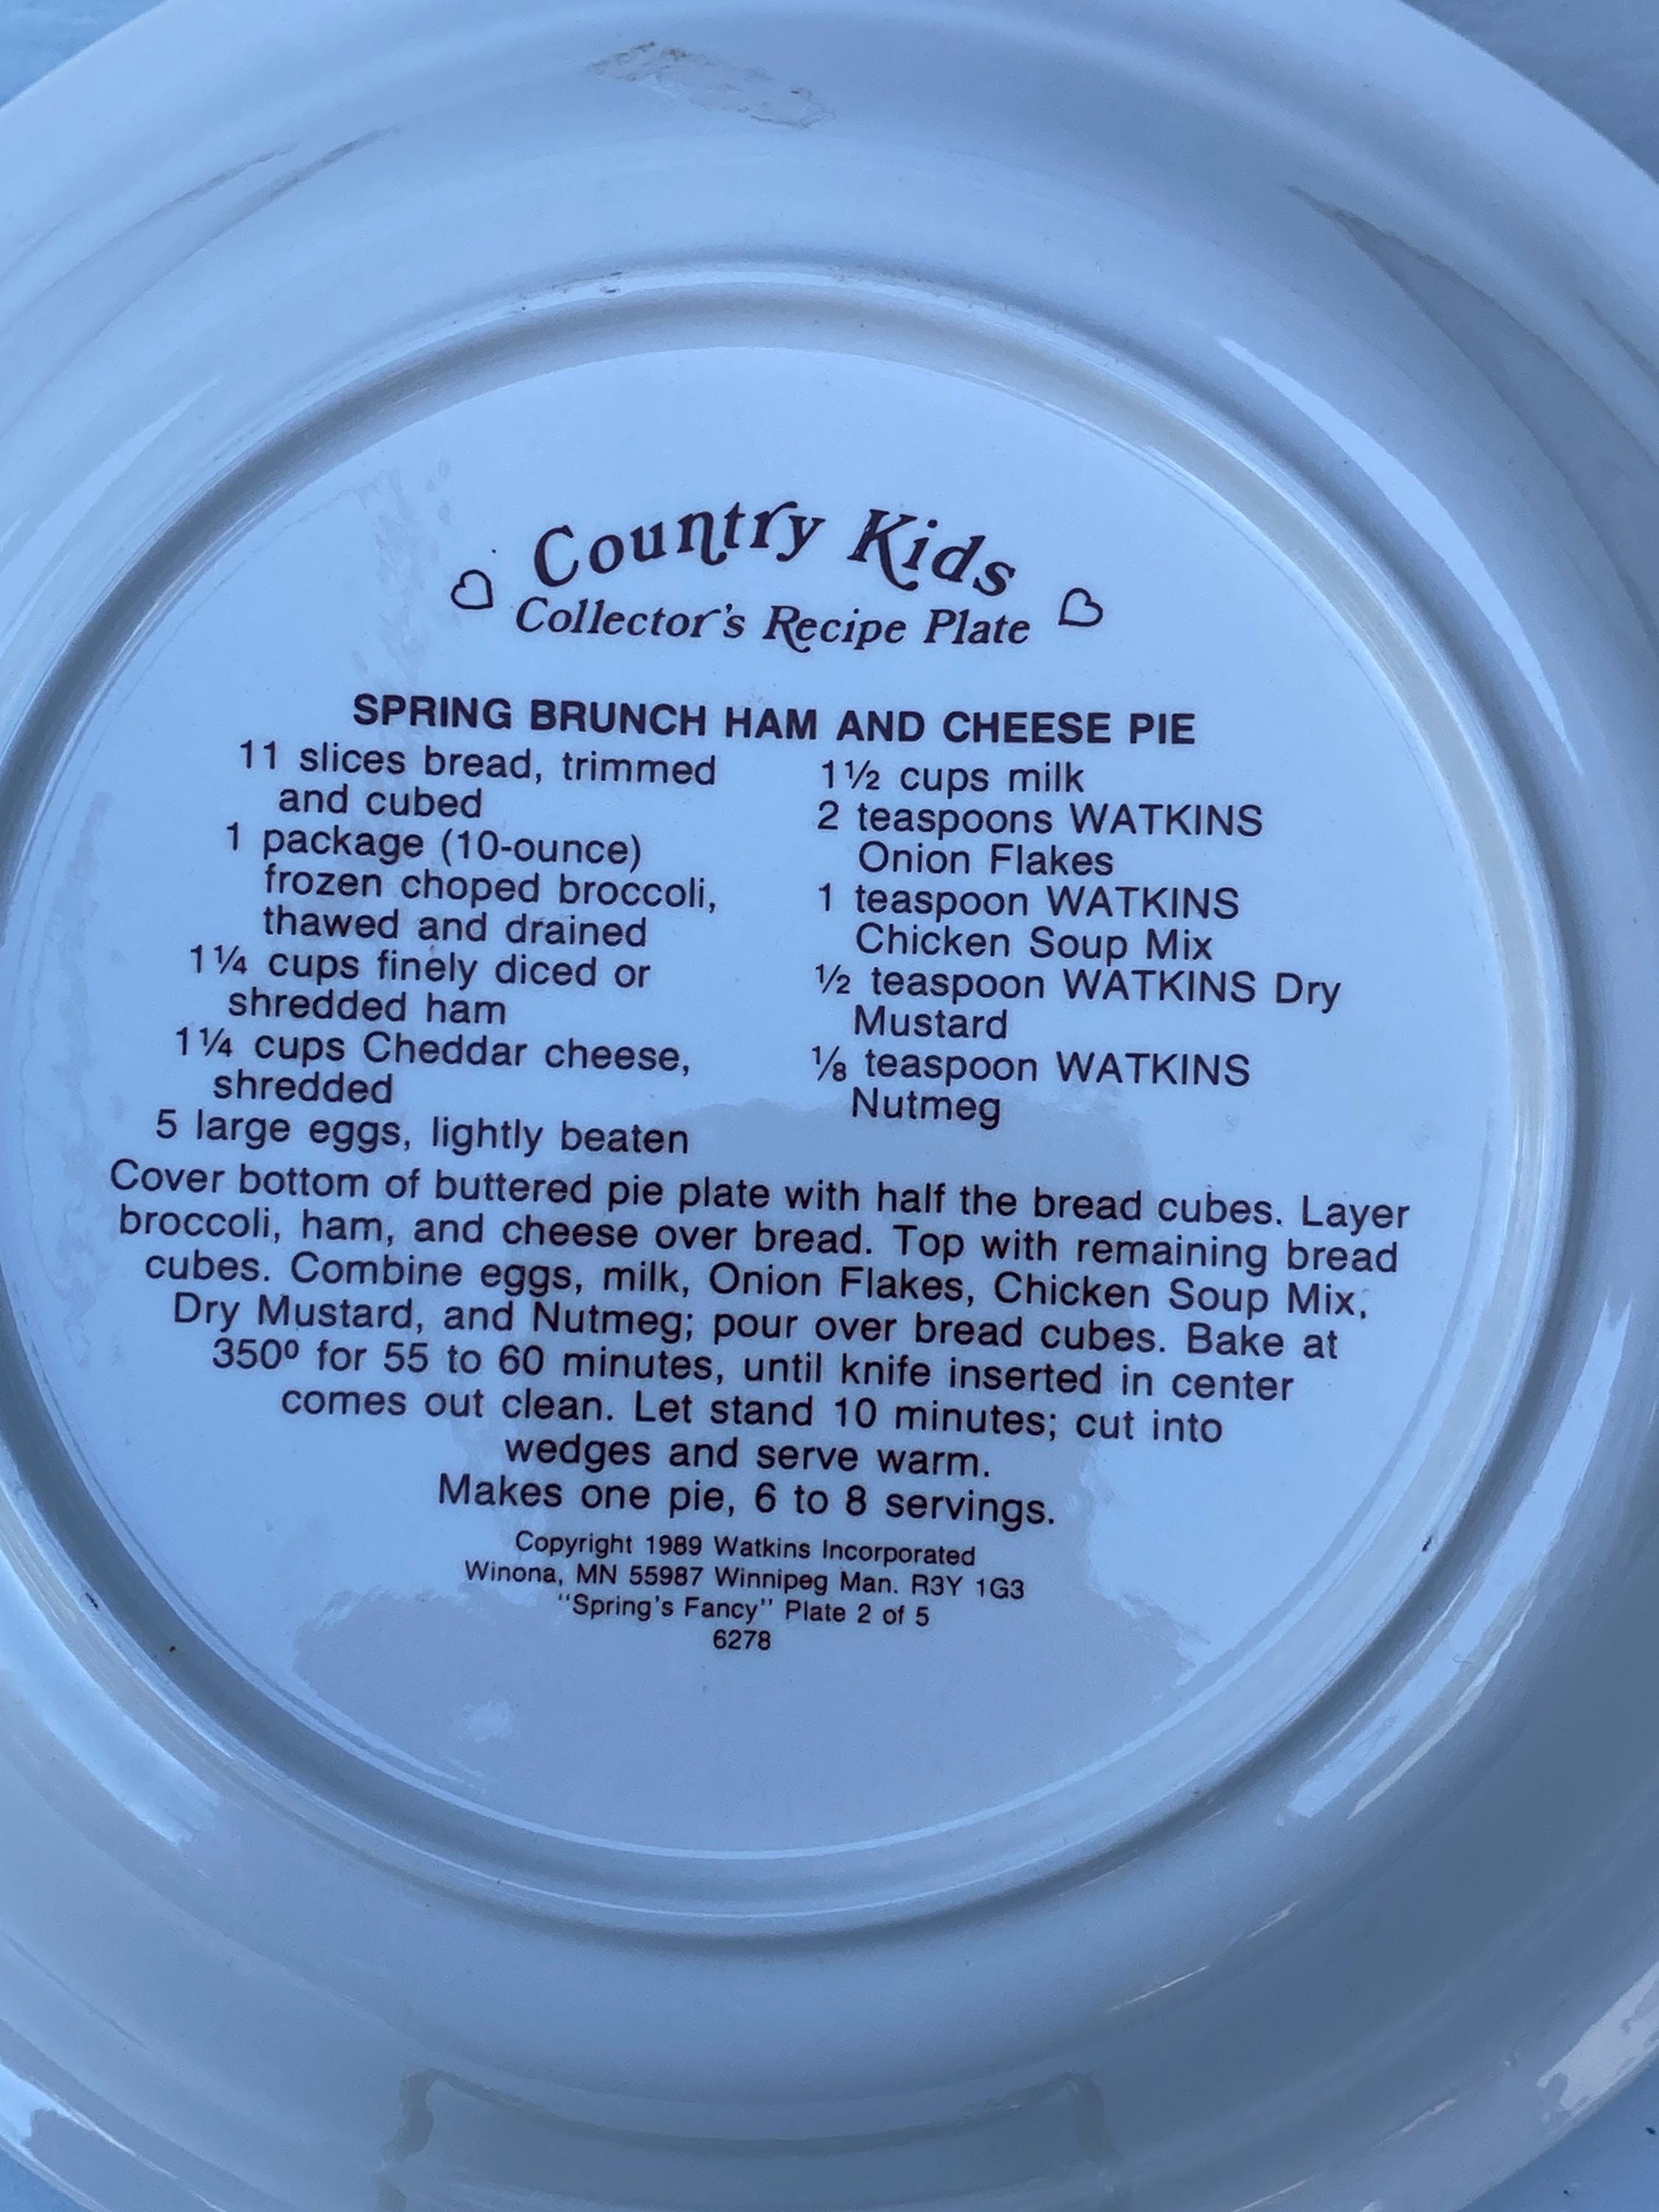 Country Kids
Collector's Recipe Plate
SPRING BRUNCH HAM AND CHEESE PIE
11 slices bread, trimmed
and cubed
1 package (10-ounce)
frozen choped broccoli,
thawed and drained
1¼ cups finely diced or
shredded ham
1¼ cups Cheddar cheese,
shredded
5 large eggs, lightly beaten
1½ cups milk
2 teaspoons WATKINS
Onion Flakes
1 teaspoon WATKINS
Chicken Soup Mix
½ teaspoon WATKINS Dry
Mustard
⅛ teaspoon WATKINS
Nutmeg
Cover bottom of buttered pie plate with half the bread cubes. Layer
broccoli, ham, and cheese over bread. Top with remaining bread
cubes. Combine eggs, milk, Onion Flakes, Chicken Soup Mix,
Dry Mustard, and Nutmeg; pour over bread cubes. Bake at
350º for 55 to 60 minutes, until knife inserted in center
comes out clean. Let stand 10 minutes; cut into
wedges and serve warm.
Makes one pie, 6 to 8 servings.
Copyright 1989 Watkins Incorporated
Winona, MN 55987 Winnipeg Man. R3Y 1G3
"Spring's Fancy" Plate 2 of 5
6278